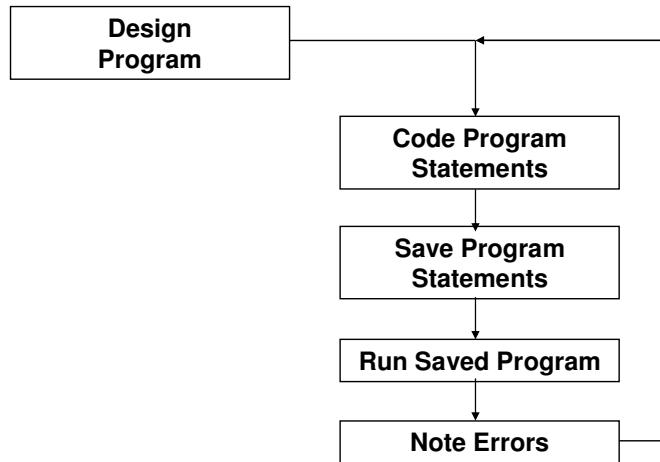 Design
Program
Code Program
Statements
Save Program
Statements
Run Saved Program
Note Errors